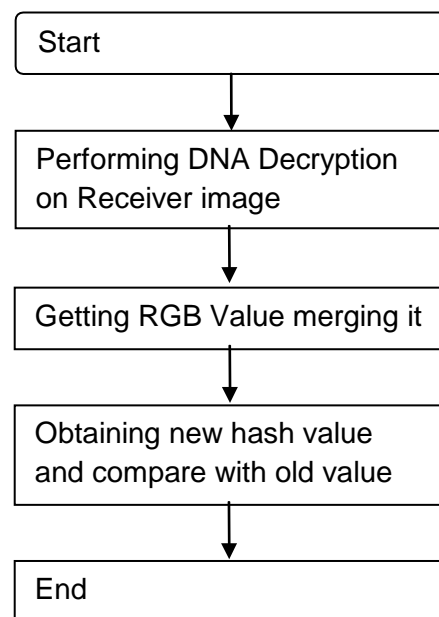 Start
Performing DNA Decryption
on Receiver image
Getting RGB Value merging it
Obtaining new hash value
and compare with old value
End